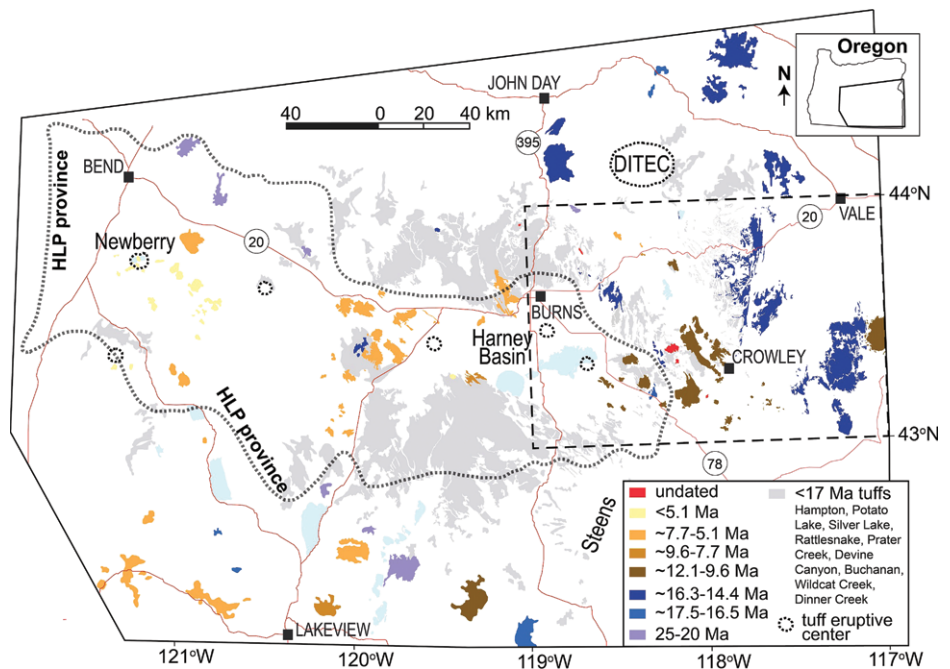 Oregon
N
JOHN DAY
40 0 20 40 km
395
DITEC
HLP province
BEND
44°N
20
VALE
20
Newberry
BURNS
Harney
Basin
CROWLEY
HLP province
43°N
78
Steens
undated
<5.1 Ma
~7.7-5.1 Ma
~9.6-7.7 Ma
~12.1-9.6 Ma
~16.3-14.4 Ma
~17.5-16.5 Ma
25-20 Ma
<17 Ma tuffs
Hampton, Potato
Lake, Silver Lake,
Rattlesnake, Prater
Creek, Devine
Canyon, Buchanan,
Wildcat Creek,
Dinner Creek
tuff eruptive
center
LAKEVIEW
121°W
120°W
119°W
118°W
117°W